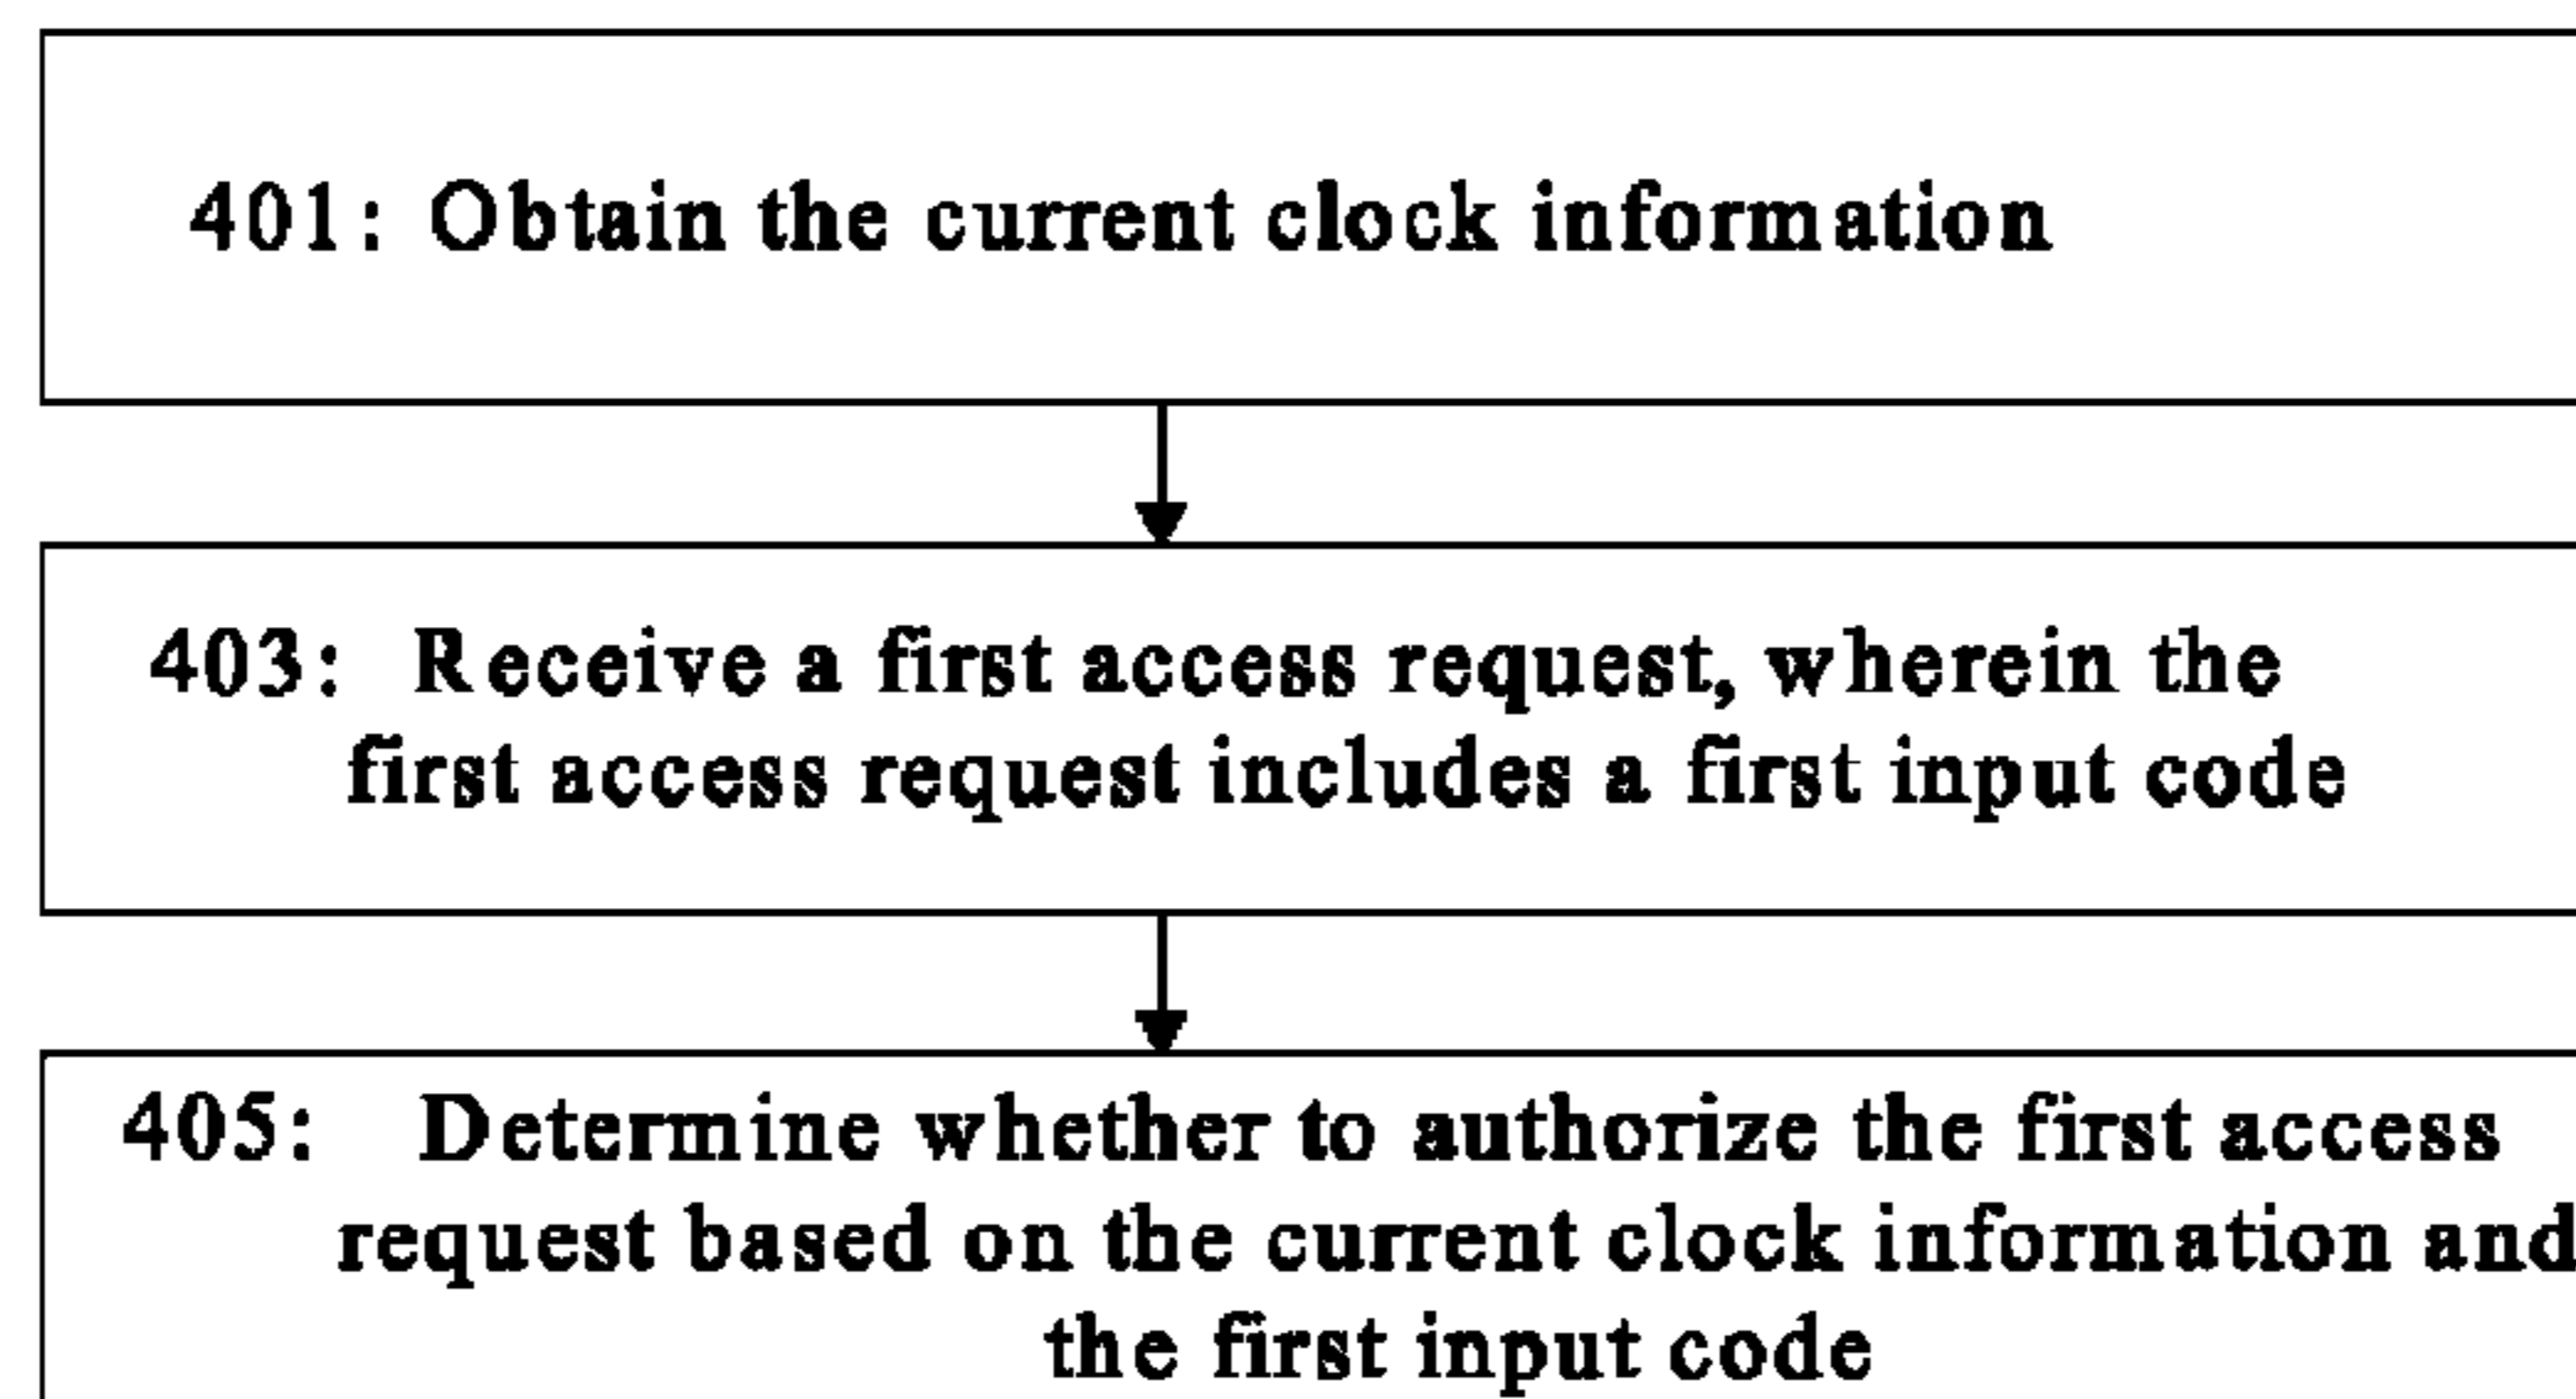 401: Obtain the current clock information
403: Receive a first access request, wherein the
first access request includes a first input code
405: Determine whether to authorize the first access
request based on the current clock information and
the first input code